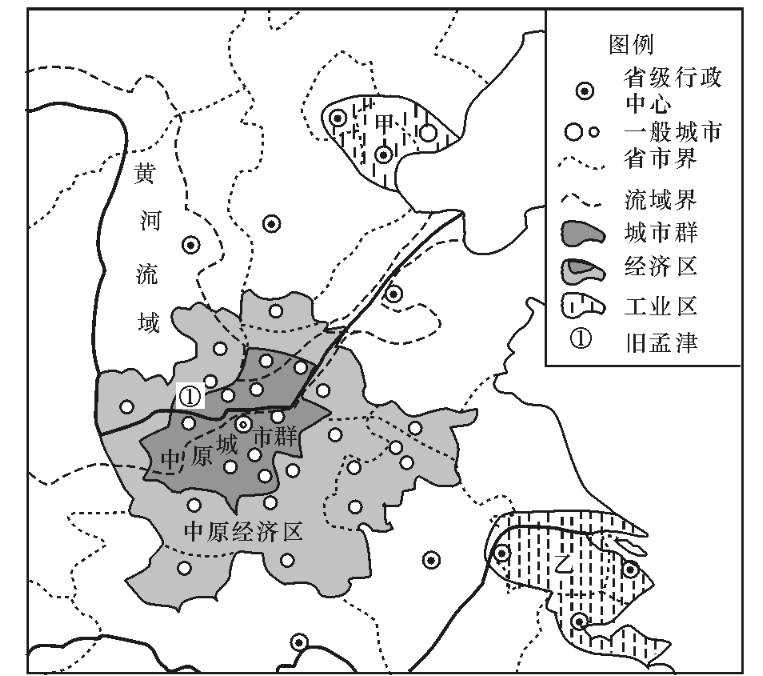 图例
省级行政
中心
一般城市
省市界
流域界
城市群
经济区
工业区
①
旧孟津
甲
黄
河
流
域
①
中原城市群
中原经济区
乙